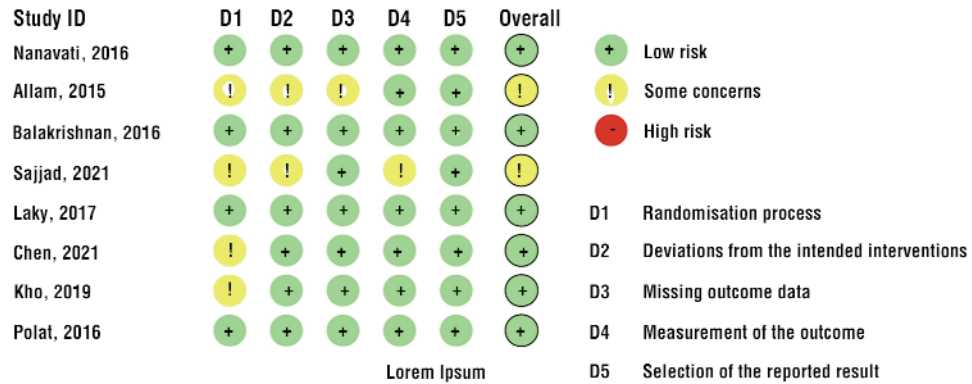 Study ID D1 D2 D3 D4 D5 Overall
Nanavati, 2016 + + + + + +
Allam, 2015 ! ! ! + + !
Balakrishnan, 2016 + + + + + +
Sajjad, 2021 ! ! + ! + !
Laky, 2017 + + + + + +
Chen, 2021 ! + + + + +
Kho, 2019 ! + + + + +
Polat, 2016 + + + + + +
Lorem Ipsum
+ Low risk
! Some concerns
- High risk
D1 Randomisation process
D2 Deviations from the intended interventions
D3 Missing outcome data
D4 Measurement of the outcome
D5 Selection of the reported result